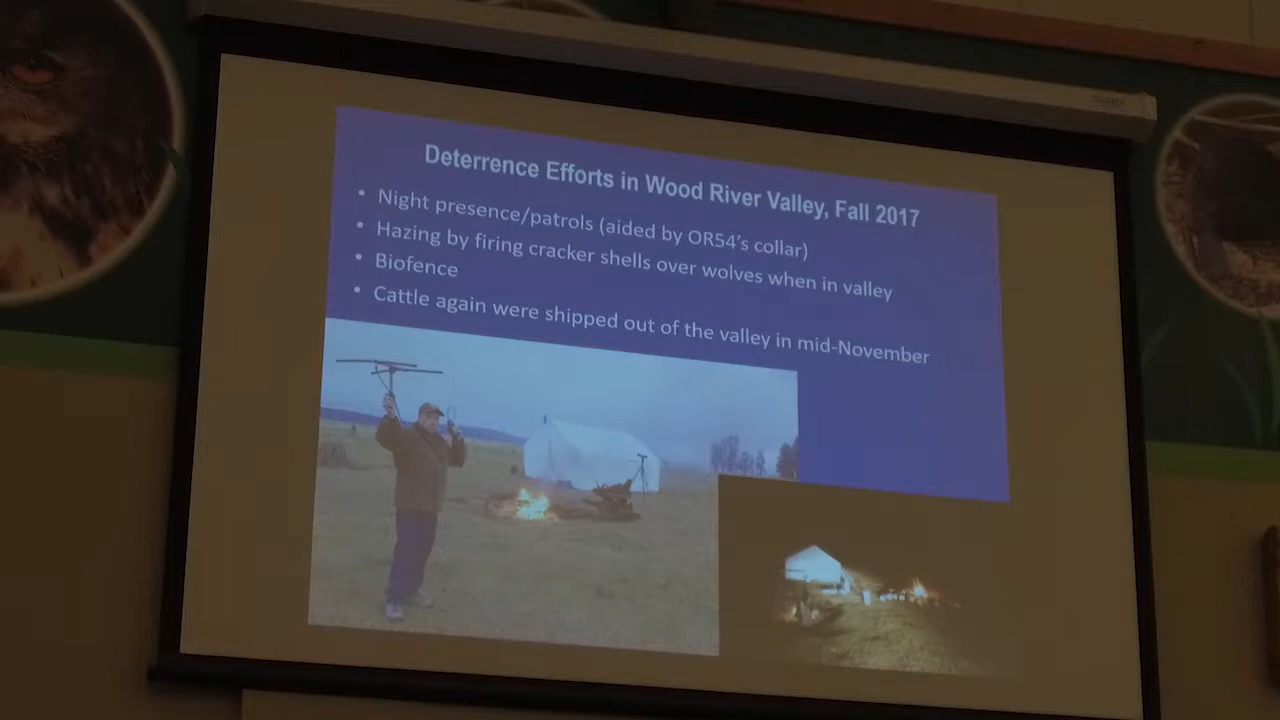 Deterrence Efforts in Wood River Valley, Fall 2017
• Night presence/patrols (aided by OR54's collar)
• Hazing by firing cracker shells over wolves when in valley
• Biofence
• Cattle again were shipped out of the valley in mid-November